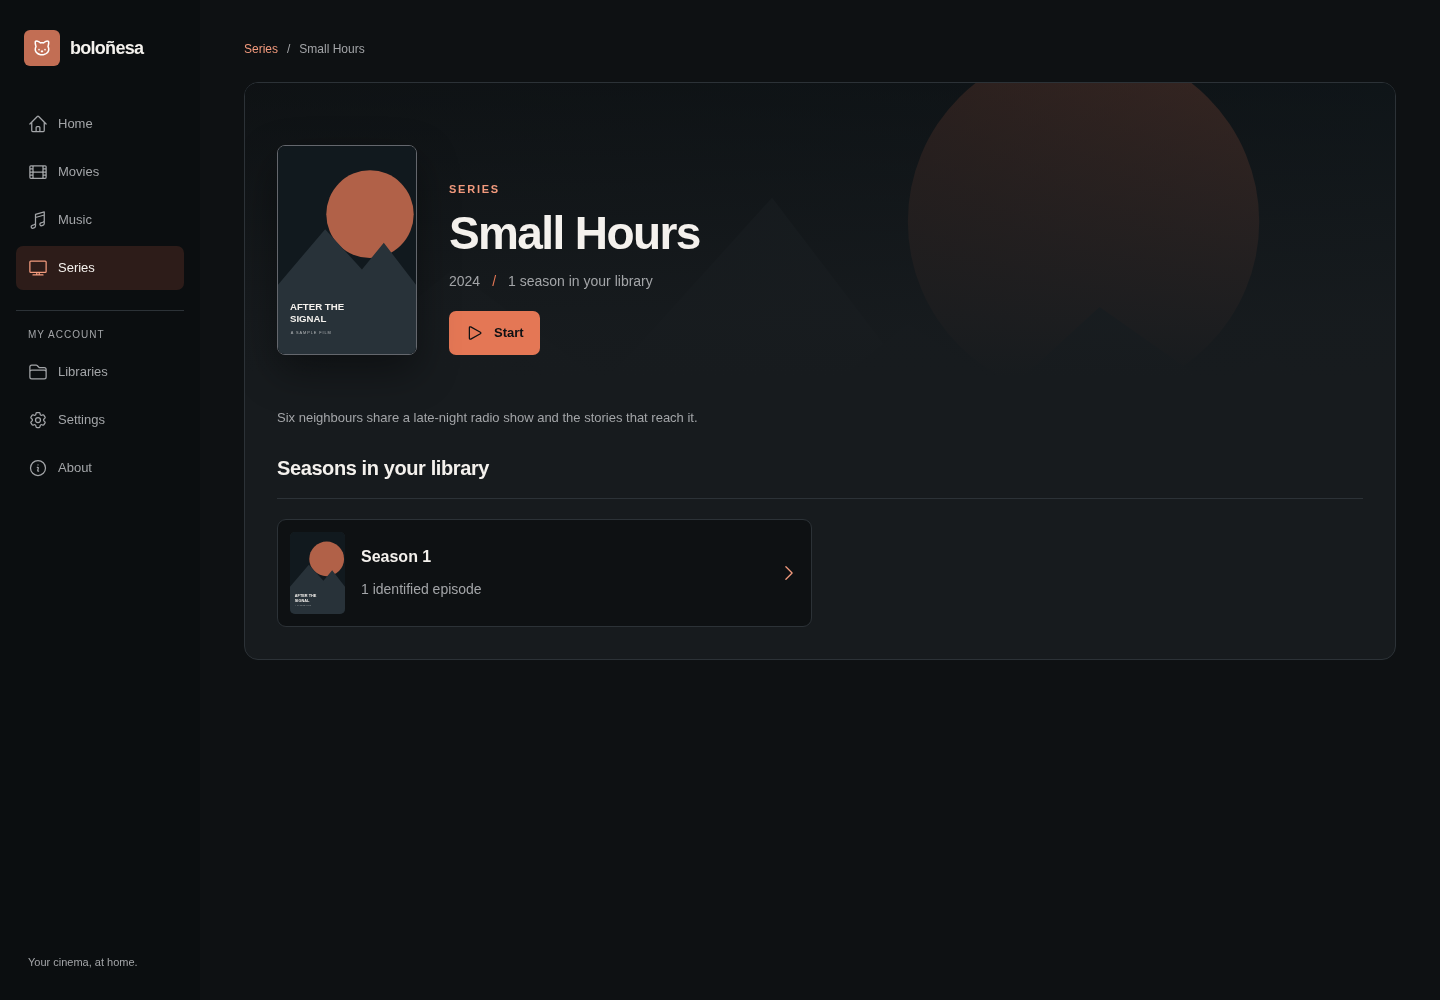 boloñesa
Home
Movies
Music
Series
MY ACCOUNT
Libraries
Settings
About
Your cinema, at home.
Series / Small Hours
AFTER THE
SIGNAL
A SAMPLE FILM
SERIES
Small Hours
2024 / 1 season in your library
Start
Six neighbours share a late-night radio show and the stories that reach it.
Seasons in your library
AFTER THE
SIGNAL
Season 1
1 identified episode